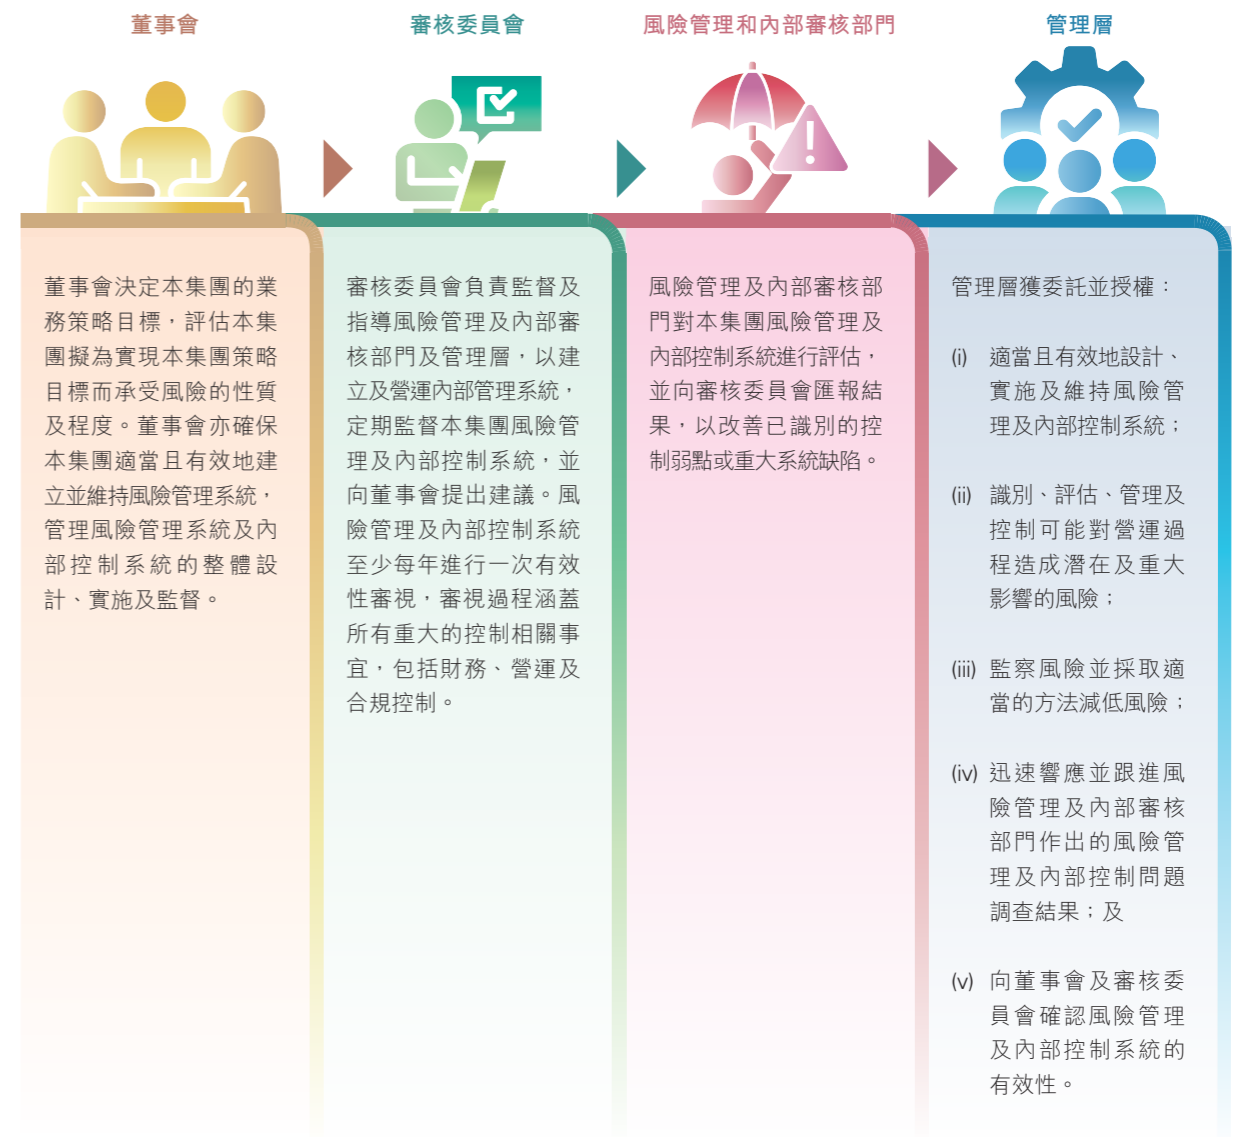 董事會
審核委員會
風險管理和內部審核部門
管理層
董事會決定本集團的業
務策略目標，評估本集
團擬為實現本集團策略
目標而承受風險的性質
及程度。董事會亦確保
本集團適當且有效地建
立並維持風險管理系統，
管理風險管理系統及內
部控制系統的整體設
計、實施及監督。
審核委員會負責監督及
指導風險管理及內部審
核部門及管理層，以建
立及營運內部管理系統，
定期監督本集團風險管
理及內部控制系統，並
向董事會提出建議。風
險管理及內部控制系統
至少每年進行一次有效
性審視，審視過程涵蓋
所有重大的控制相關事
宜，包括財務、營運及
合規控制。
風險管理及內部審核部
門對本集團風險管理及
內部控制系統進行評估，
並向審核委員會匯報結
果，以改善已識別的控
制弱點或重大系統缺陷。
管理層獲委託並授權：
(i) 適當且有效地設計、
實施及維持風險管
理及內部控制系統；
(ii) 識別、評估、管理及
控制可能對營運過
程造成潛在及重大
影響的風險；
(iii) 監察風險並採取適
當的方法減低風險；
(iv) 迅速響應並跟進風
險管理及內部審核
部門作出的風險管
理及內部控制問題
調查結果；及
(v) 向董事會及審核委
員會確認風險管理
及內部控制系統的
有效性。